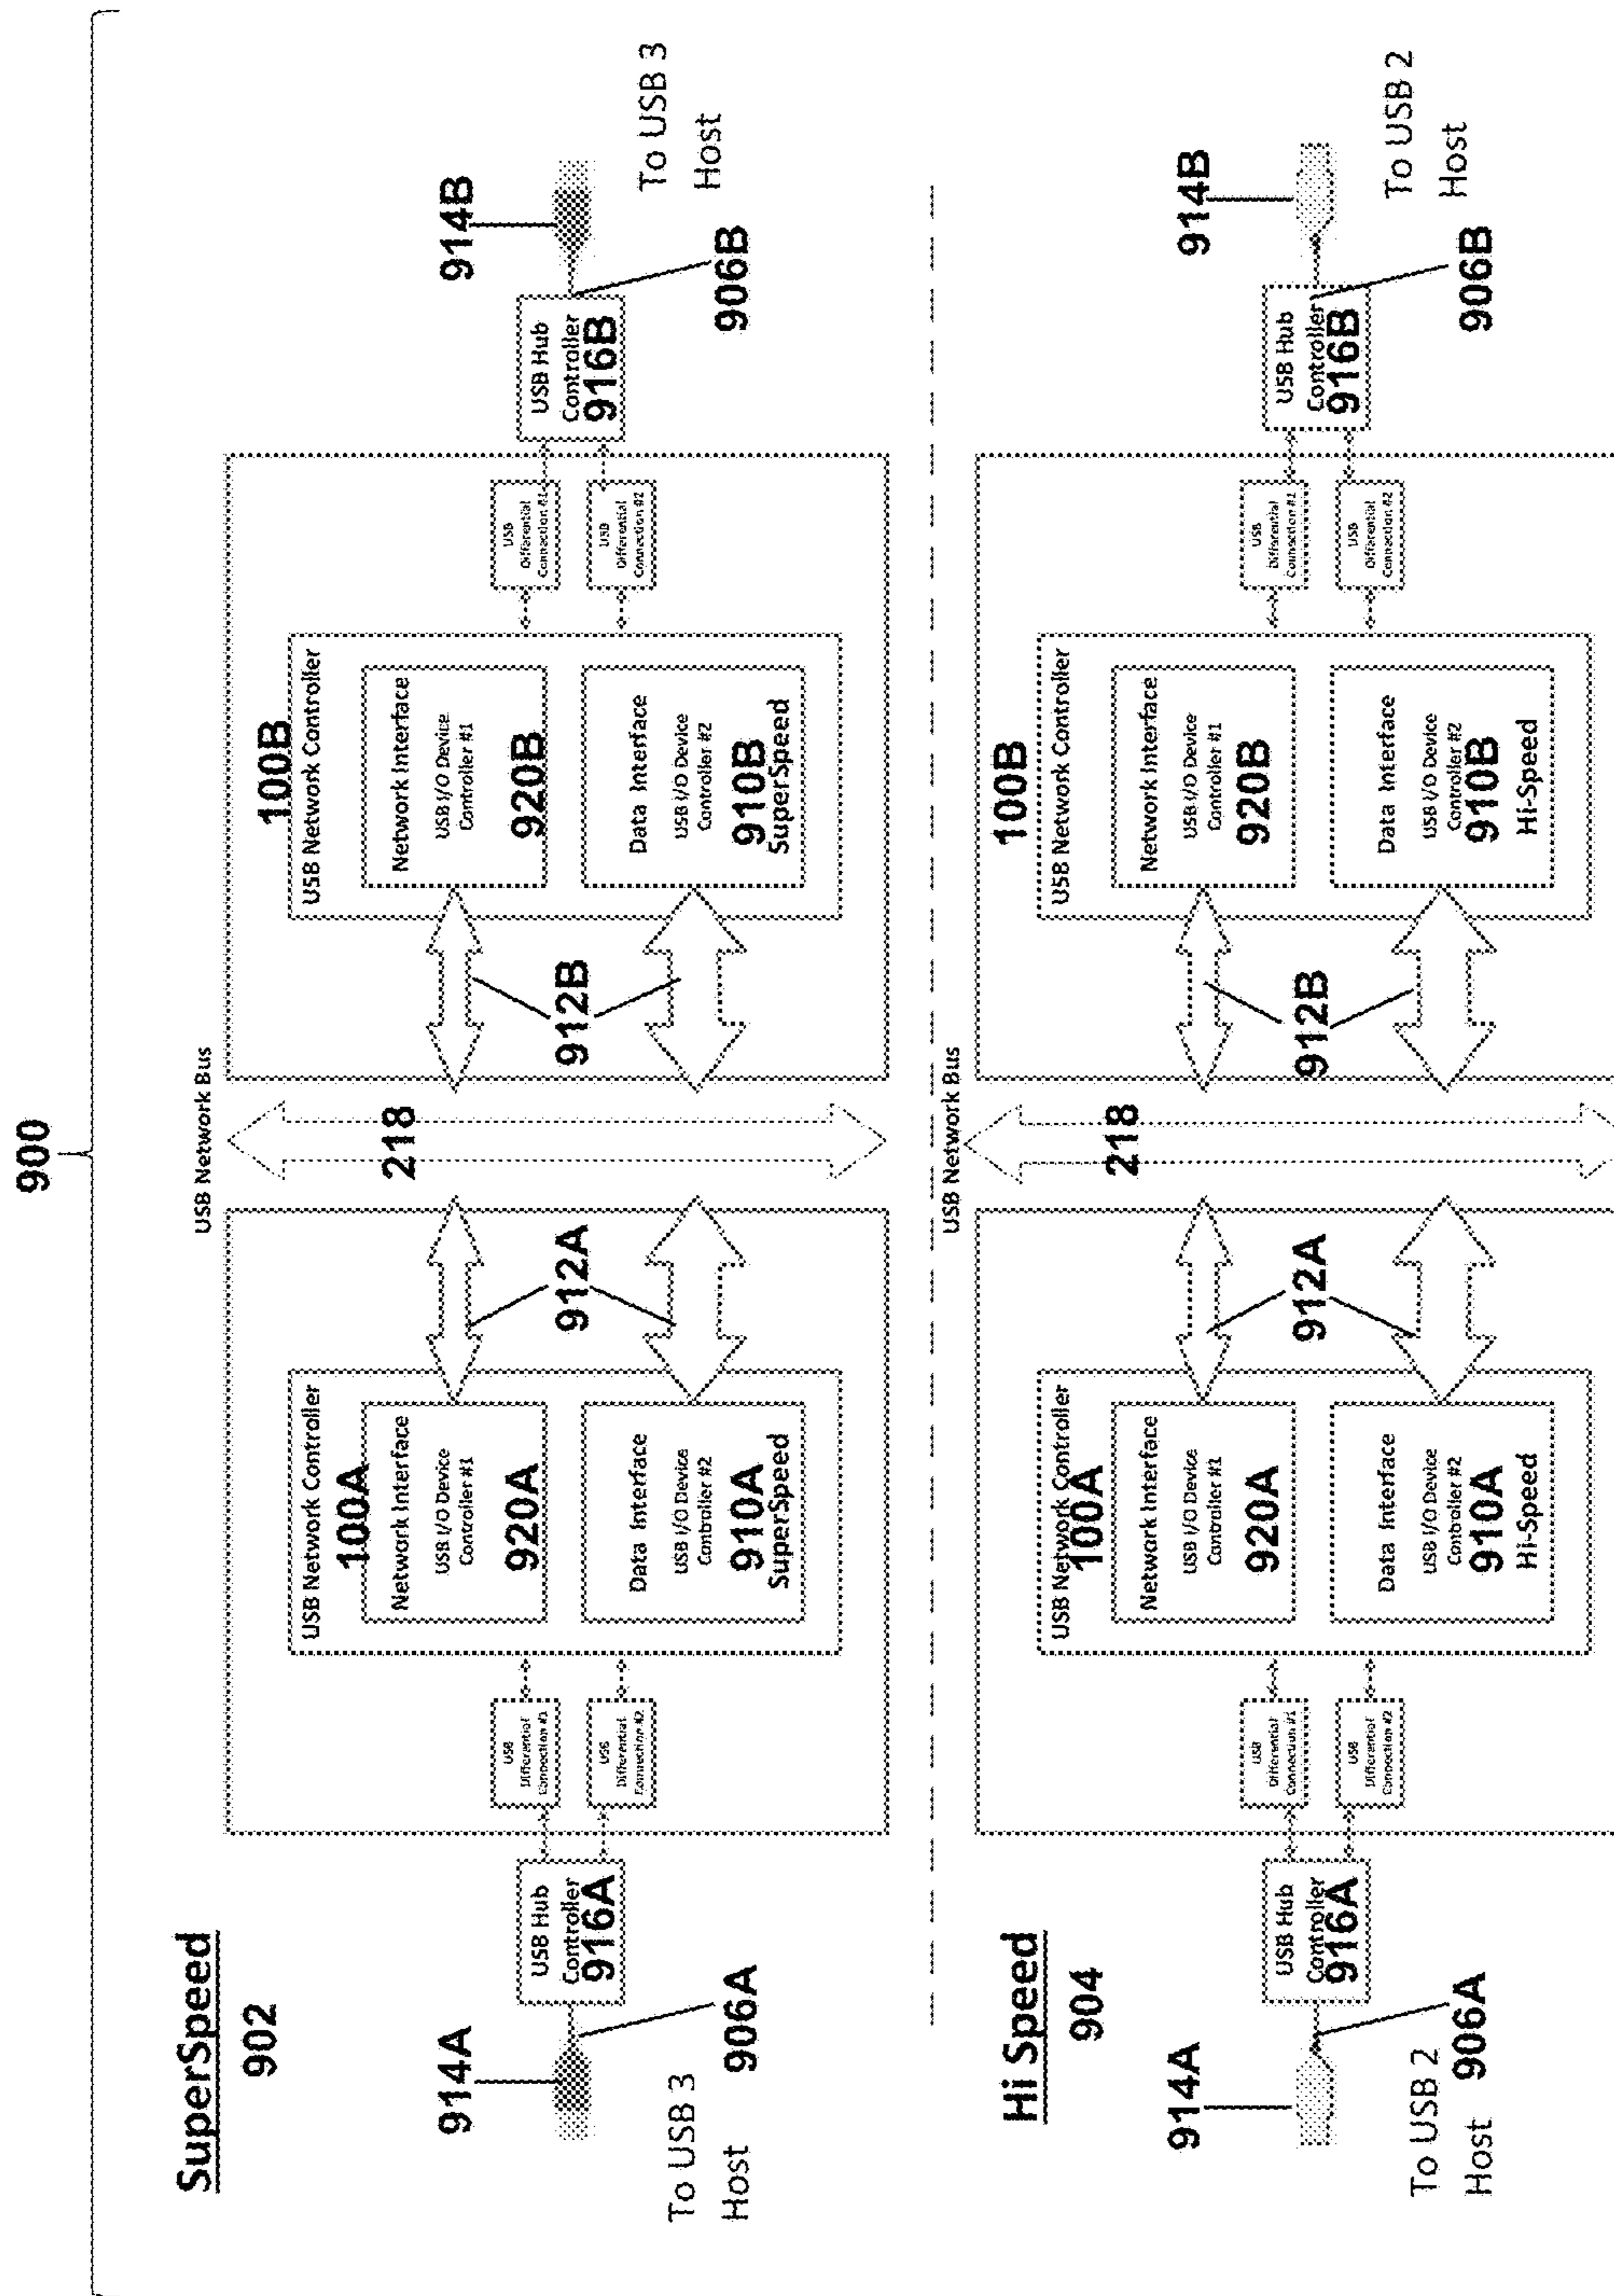 900
SuperSpeed
902
914A
To USB 3
Host
906A
USB Hub
Controller
916A
USB
Differential
Connection #1
USB
Differential
Connection #2
USB Network Controller
100A
Network Interface
USB I/O Device
Controller #1
920A
Data Interface
USB I/O Device
Controller #2
910A
SuperSpeed
912A
USB Network Bus
218
912B
100B
USB Network Controller
Network Interface
USB I/O Device
Controller #1
920B
Data Interface
USB I/O Device
Controller #2
910B
SuperSpeed
USB
Differential
Connection #1
USB
Differential
Connection #2
USB Hub
Controller
916B
914B
906B
To USB 3
Host
Hi Speed
904
914A
To USB 2
Host
906A
USB Hub
Controller
916A
USB
Differential
Connection #1
USB
Differential
Connection #2
USB Network Controller
100A
Network Interface
USB I/O Device
Controller #1
920A
Data Interface
USB I/O Device
Controller #2
910A
Hi-Speed
912A
USB Network Bus
218
912B
100B
USB Network Controller
Network Interface
USB I/O Device
Controller #1
920B
Data Interface
USB I/O Device
Controller #2
910B
Hi-Speed
USB
Differential
Connection #1
USB
Differential
Connection #2
USB Hub
Controller
916B
914B
906B
To USB 2
Host